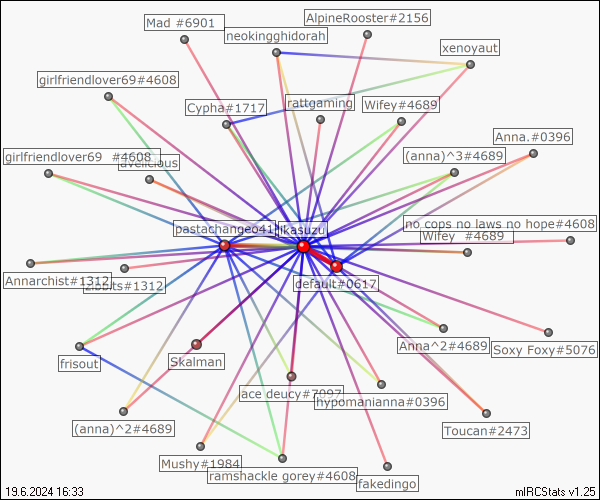 Mad #6901
AlpineRooster#2156
neokingghidorah
xenoyaut
girlfriendlover69#4608
Cypha#1717
rattgaming
Wifey#4689
Anna.#0396
girlfriendlover69 #4608
avelicious
(anna)^3#4689
pastachangeo41
ikasuzu
no cops no laws no hope#4608
Wifey #4689
Annarchist#1312
#1312
default#0617
frisout
Skalman
Anna^2#4689
Soxy Foxy#5076
ace deucy#7097
hypomanianna#0396
(anna)^2#4689
Toucan#2473
Mushy#1984
ramshackle gorey#4608
fakedingo
19.6.2024 16:33
mIRCStats v1.25